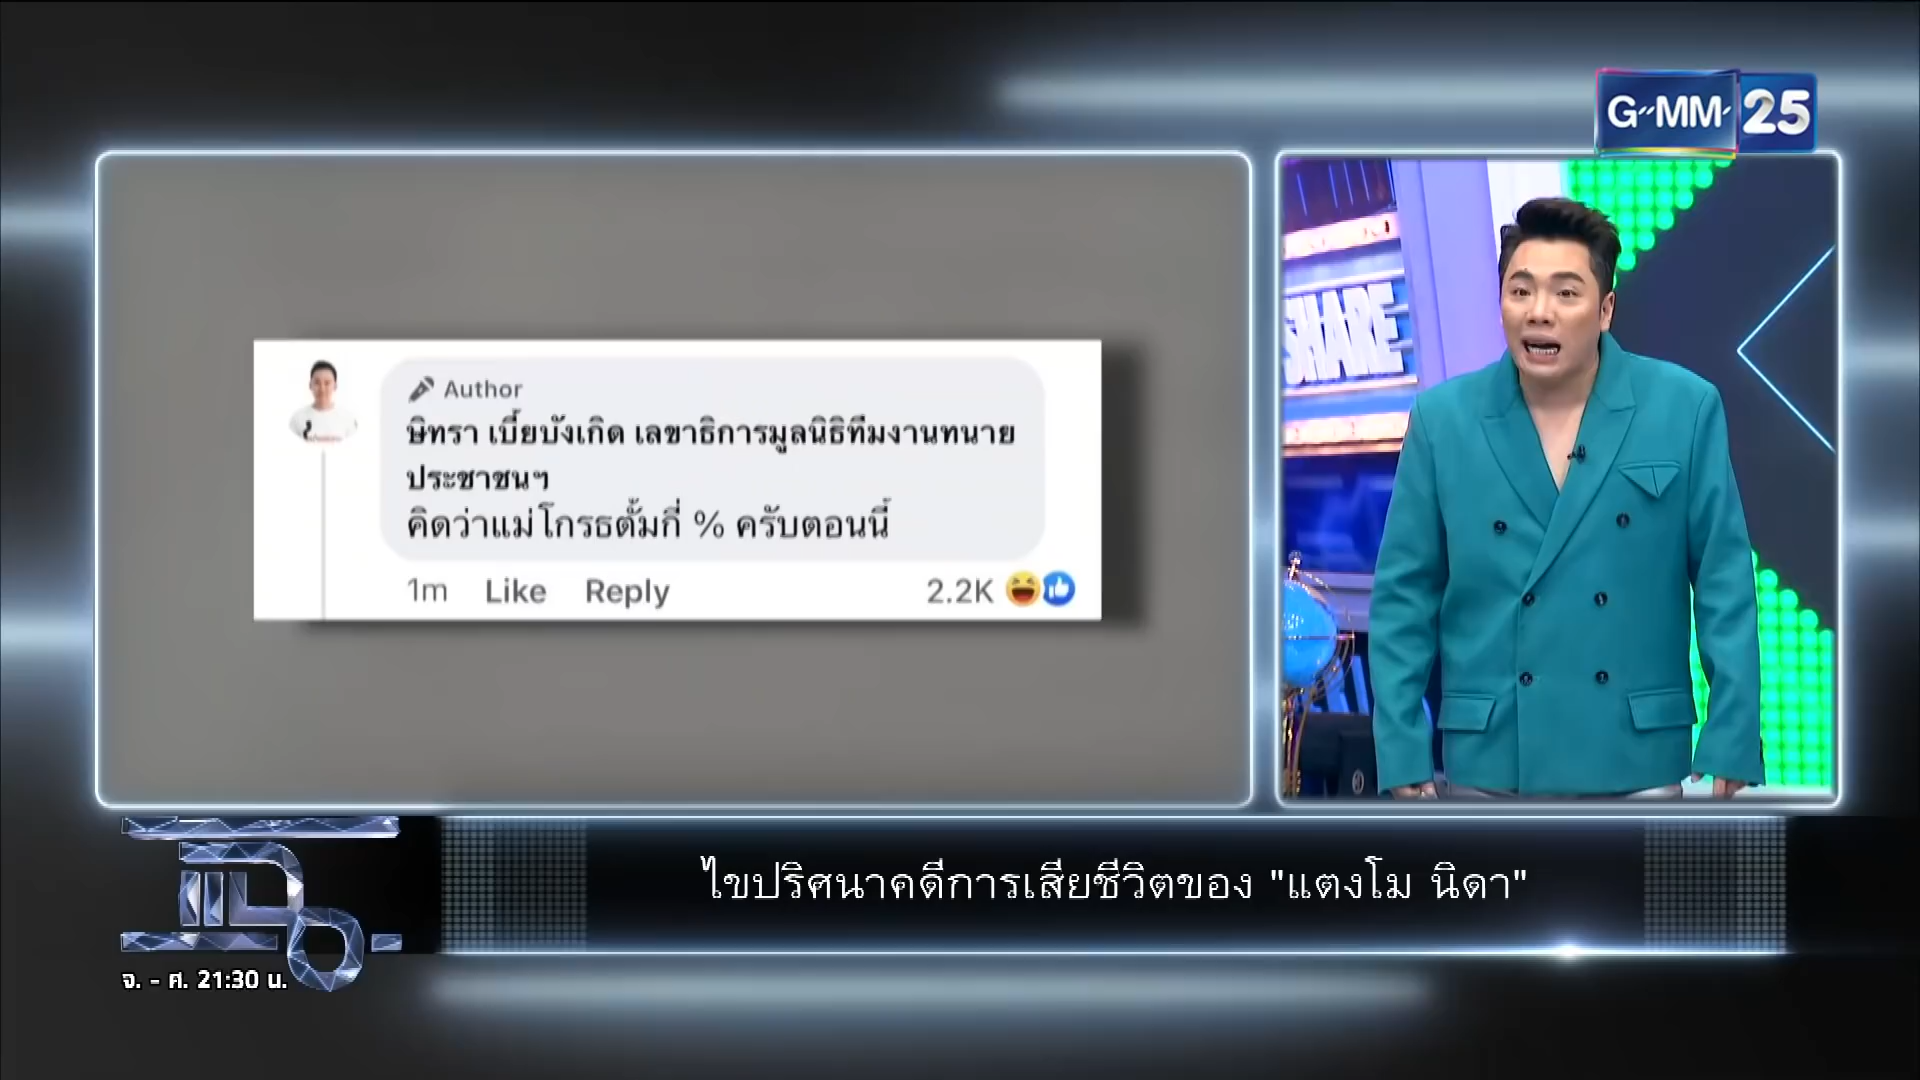 G-MM- 25
SHARE
Author
ษิทรา เบี้ยบังเกิด เลขาธิการมูลนิธิทีมงานทนาย
ประชาชนฯ
คิดว่าแม่โกรธตั้มกี่ % ครับตอนนี้
1m Like Reply 2.2K
แฉ
ไขปริศนาคดีการเสียชีวิตของ "แตงโม นิดา"
จ. - ศ. 21:30 น.